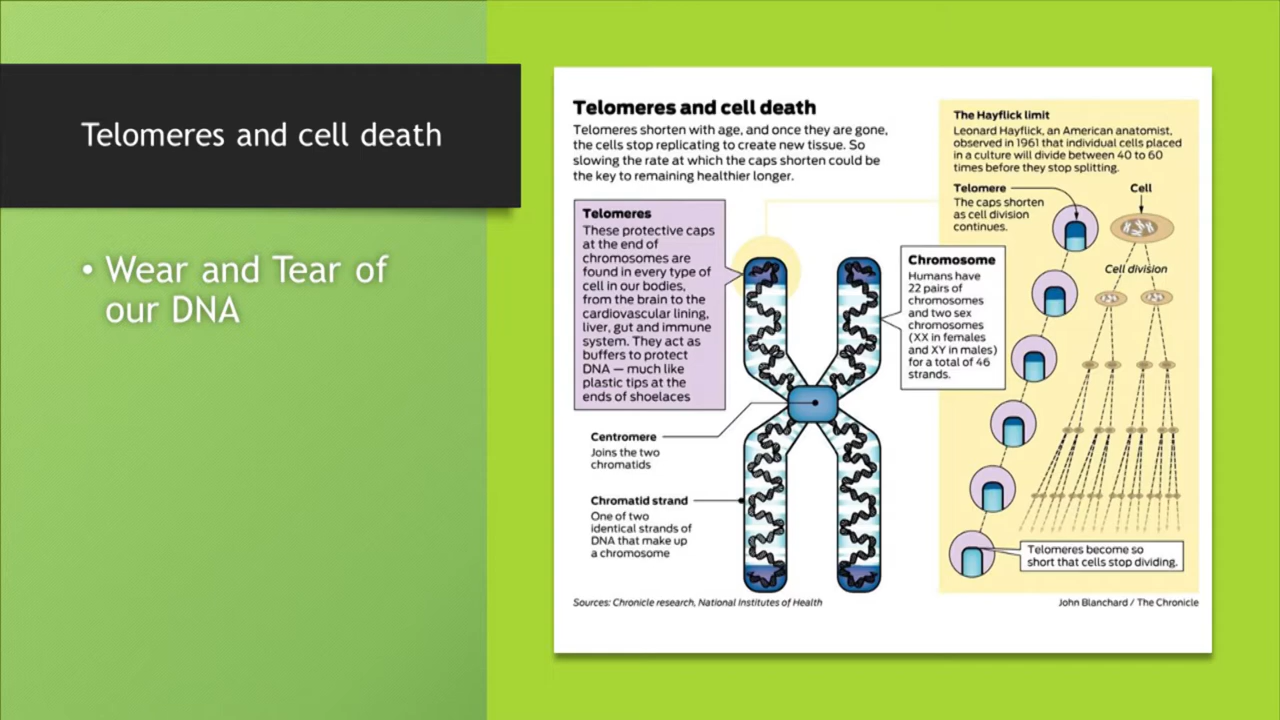 Telomeres and cell death
• Wear and Tear of
our DNA
Telomeres and cell death
Telomeres shorten with age, and once they are gone,
the cells stop replicating to create new tissue. So
slowing the rate at which the caps shorten could be
the key to remaining healthier longer.
Telomeres
These protective caps
at the end of
chromosomes are
found in every type of
cell in our bodies,
from the brain to the
cardiovascular lining,
liver, gut and immune
system. They act as
buffers to protect
DNA — much like
plastic tips at the
ends of shoelaces
Centromere
Joins the two
chromatids
Chromatid strand
One of two
identical strands of
DNA that make up
a chromosome
Chromosome
Humans have
22 pairs of
chromosomes
and two sex
chromosomes
(XX in females
and XY in males)
for a total of 46
strands.
The Hayflick limit
Leonard Hayflick, an American anatomist,
observed in 1961 that individual cells placed
in a culture will divide between 40 to 60
times before they stop splitting.
Telomere
The caps shorten
as cell division
continues.
Cell
Cell division
Telomeres become so
short that cells stop dividing.
Sources: Chronicle research, National Institutes of Health
John Blanchard / The Chronicle